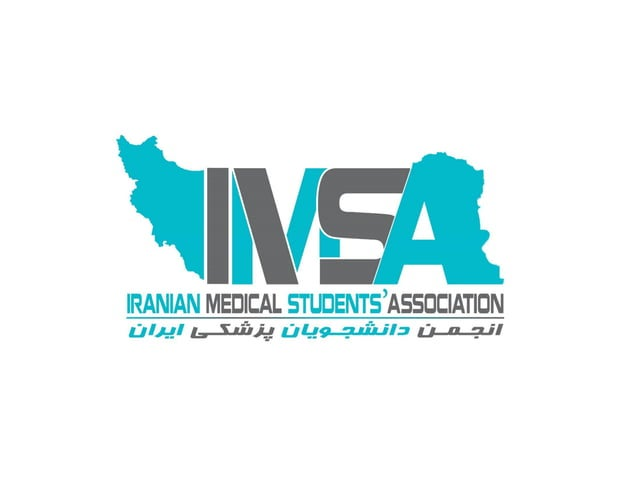 IMSA
IRANIAN MEDICAL STUDENTS' ASSOCIATION
انجمن دانشجویان پزشکی ایران